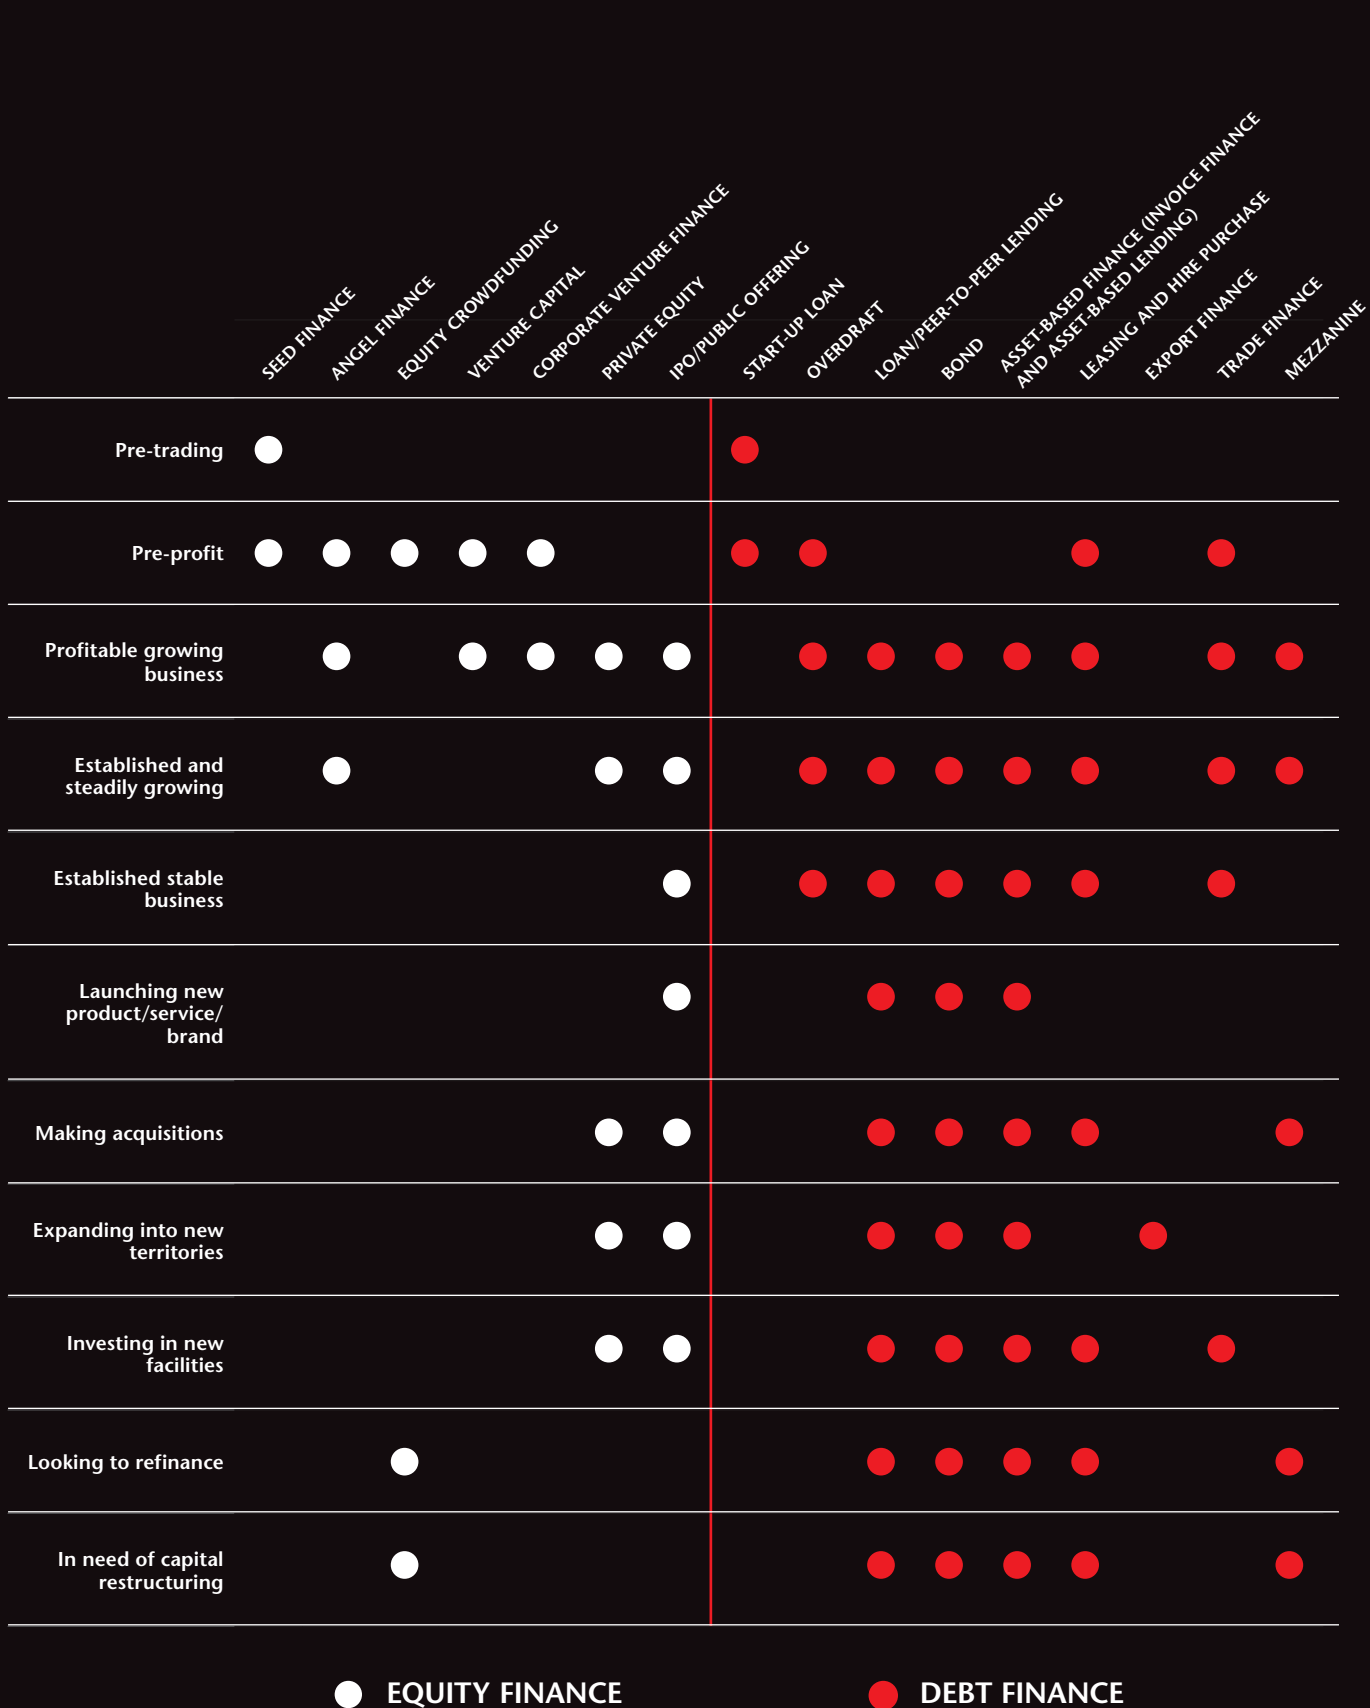 SEED FINANCE
ANGEL FINANCE
EQUITY CROWDFUNDING
VENTURE CAPITAL
CORPORATE VENTURE FINANCE
PRIVATE EQUITY
IPO/PUBLIC OFFERING
START-UP LOAN
OVERDRAFT
LOAN/PEER-TO-PEER LENDING
BOND
ASSET-BASED FINANCE (INVOICE FINANCE
AND ASSET-BASED LENDING)
LEASING AND HIRE PURCHASE
EXPORT FINANCE
TRADE FINANCE
MEZZANINE
Pre-trading
Pre-profit
Profitable growing
business
Established and
steadily growing
Established stable
business
Launching new
product/service/
brand
Making acquisitions
Expanding into new
territories
Investing in new
facilities
Looking to refinance
In need of capital
restructuring
EQUITY FINANCE
DEBT FINANCE